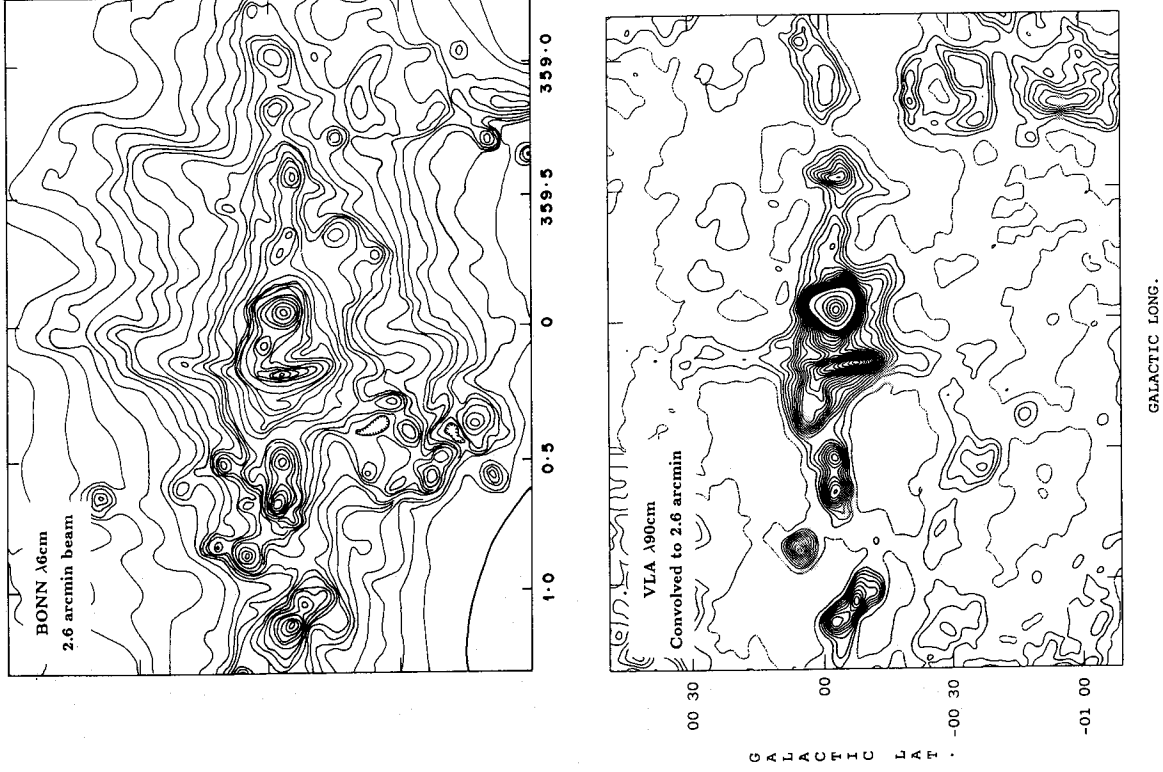 BONN λ6cm
2.6 arcmin beam
1.0
0.5
0
359.5
359.0
VLA λ90cm
Convolved to 2.6 arcmin
00 30
00
-00 30
-01 00
GALACTIC LAT.
GALACTIC LONG.